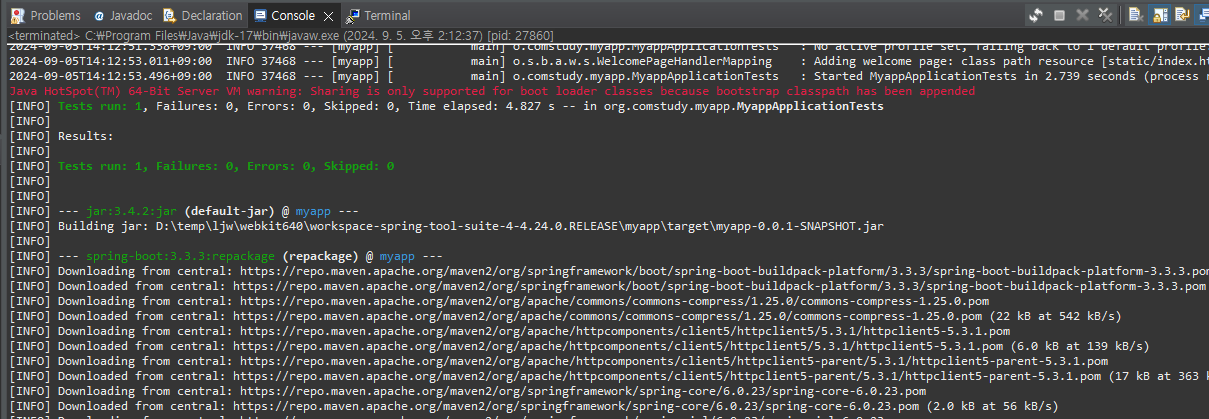 Problems Javadoc Declaration Console Terminal
<terminated> C:₩Program Files₩Java₩jdk-17₩bin₩javaw.exe (2024. 9. 5. 오후 2:12:37) [pid: 27860]
2024-09-05T14:12:51.538+09:00 INFO 37468 --- [myapp] [ main] o.comstudy.myapp.MyappApplicationTests : No active profile set, falling back to 1 default profile
2024-09-05T14:12:53.011+09:00 INFO 37468 --- [myapp] [ main] o.s.b.a.w.s.WelcomePageHandlerMapping : Adding welcome page: class path resource [static/index.ht
2024-09-05T14:12:53.496+09:00 INFO 37468 --- [myapp] [ main] o.comstudy.myapp.MyappApplicationTests : Started MyappApplicationTests in 2.739 seconds (process r
Java HotSpot(TM) 64-Bit Server VM warning: Sharing is only supported for boot loader classes because bootstrap classpath has been appended
[INFO] Tests run: 1, Failures: 0, Errors: 0, Skipped: 0, Time elapsed: 4.827 s -- in org.comstudy.myapp.MyappApplicationTests
[INFO]
[INFO] Results:
[INFO]
[INFO] Tests run: 1, Failures: 0, Errors: 0, Skipped: 0
[INFO]
[INFO]
[INFO] --- jar:3.4.2:jar (default-jar) @ myapp ---
[INFO] Building jar: D:\temp\ljw\webkit640\workspace-spring-tool-suite-4-4.24.0.RELEASE\myapp\target\myapp-0.0.1-SNAPSHOT.jar
[INFO]
[INFO] --- spring-boot:3.3.3:repackage (repackage) @ myapp ---
[INFO] Downloading from central: https://repo.maven.apache.org/maven2/org/springframework/boot/spring-boot-buildpack-platform/3.3.3/spring-boot-buildpack-platform-3.3.3.pom
[INFO] Downloaded from central: https://repo.maven.apache.org/maven2/org/springframework/boot/spring-boot-buildpack-platform/3.3.3/spring-boot-buildpack-platform-3.3.3.pom
[INFO] Downloading from central: https://repo.maven.apache.org/maven2/org/apache/commons/commons-compress/1.25.0/commons-compress-1.25.0.pom
[INFO] Downloaded from central: https://repo.maven.apache.org/maven2/org/apache/commons/commons-compress/1.25.0/commons-compress-1.25.0.pom (22 kB at 542 kB/s)
[INFO] Downloading from central: https://repo.maven.apache.org/maven2/org/apache/httpcomponents/client5/httpclient5/5.3.1/httpclient5-5.3.1.pom
[INFO] Downloaded from central: https://repo.maven.apache.org/maven2/org/apache/httpcomponents/client5/httpclient5/5.3.1/httpclient5-5.3.1.pom (6.0 kB at 139 kB/s)
[INFO] Downloading from central: https://repo.maven.apache.org/maven2/org/apache/httpcomponents/client5/httpclient5-parent/5.3.1/httpclient5-parent-5.3.1.pom
[INFO] Downloaded from central: https://repo.maven.apache.org/maven2/org/apache/httpcomponents/client5/httpclient5-parent/5.3.1/httpclient5-parent-5.3.1.pom (17 kB at 363 k
[INFO] Downloading from central: https://repo.maven.apache.org/maven2/org/springframework/spring-core/6.0.23/spring-core-6.0.23.pom
[INFO] Downloaded from central: https://repo.maven.apache.org/maven2/org/springframework/spring-core/6.0.23/spring-core-6.0.23.pom (2.0 kB at 56 kB/s)